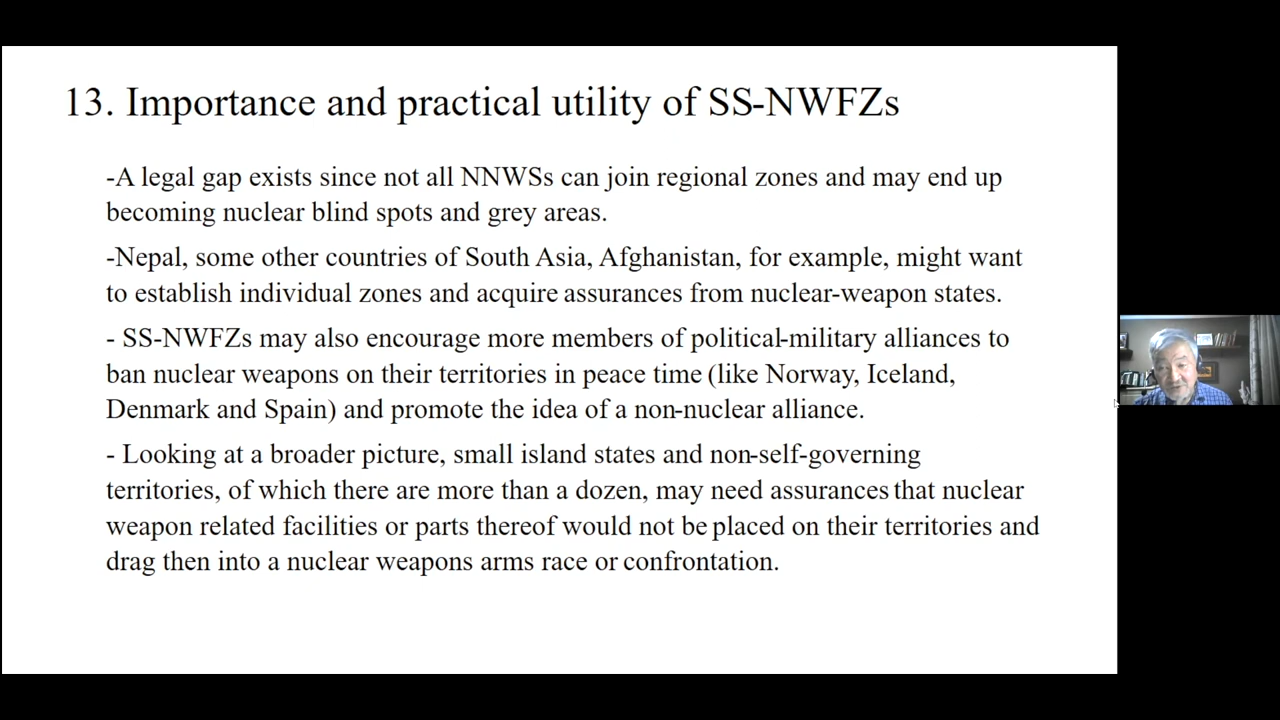 13. Importance and practical utility of SS-NWFZs
-A legal gap exists since not all NNWSs can join regional zones and may end up
becoming nuclear blind spots and grey areas.
-Nepal, some other countries of South Asia, Afghanistan, for example, might want
to establish individual zones and acquire assurances from nuclear-weapon states.
- SS-NWFZs may also encourage more members of political-military alliances to
ban nuclear weapons on their territories in peace time (like Norway, Iceland,
Denmark and Spain) and promote the idea of a non-nuclear alliance.
- Looking at a broader picture, small island states and non-self-governing
territories, of which there are more than a dozen, may need assurances that nuclear
weapon related facilities or parts thereof would not be placed on their territories and
drag then into a nuclear weapons arms race or confrontation.